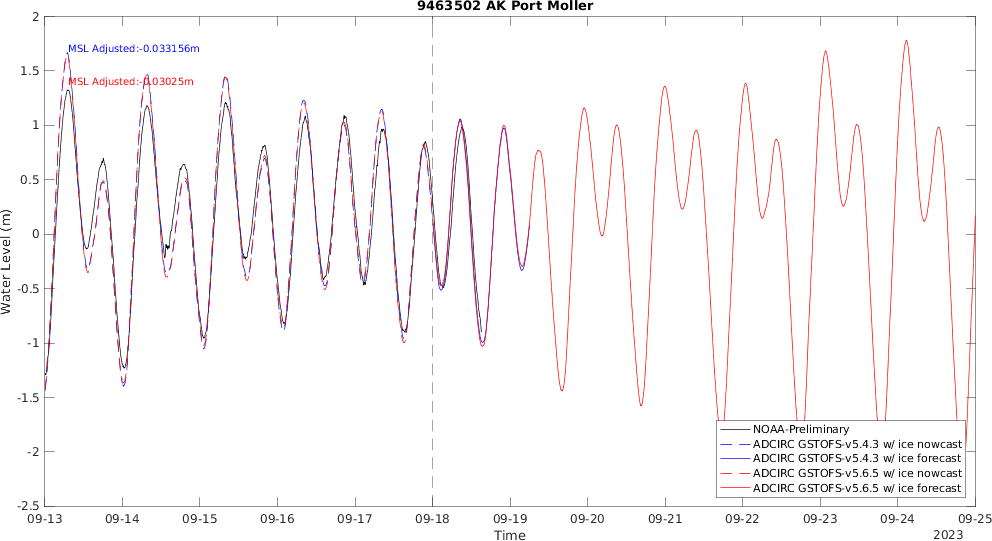 9463502 AK Port Moller
MSL Adjusted:-0.033156m
MSL Adjusted:-0.03025m
Water Level (m)
2
1.5
1
0.5
0
-0.5
-1
-1.5
-2
-2.5
NOAA-Preliminary
ADCIRC GSTOFS-v5.4.3 w/ ice nowcast
ADCIRC GSTOFS-v5.4.3 w/ ice forecast
ADCIRC GSTOFS-v5.6.5 w/ ice nowcast
ADCIRC GSTOFS-v5.6.5 w/ ice forecast
09-13 09-14 09-15 09-16 09-17 09-18 09-19 09-20 09-21 09-22 09-23 09-24 09-25
Time
2023